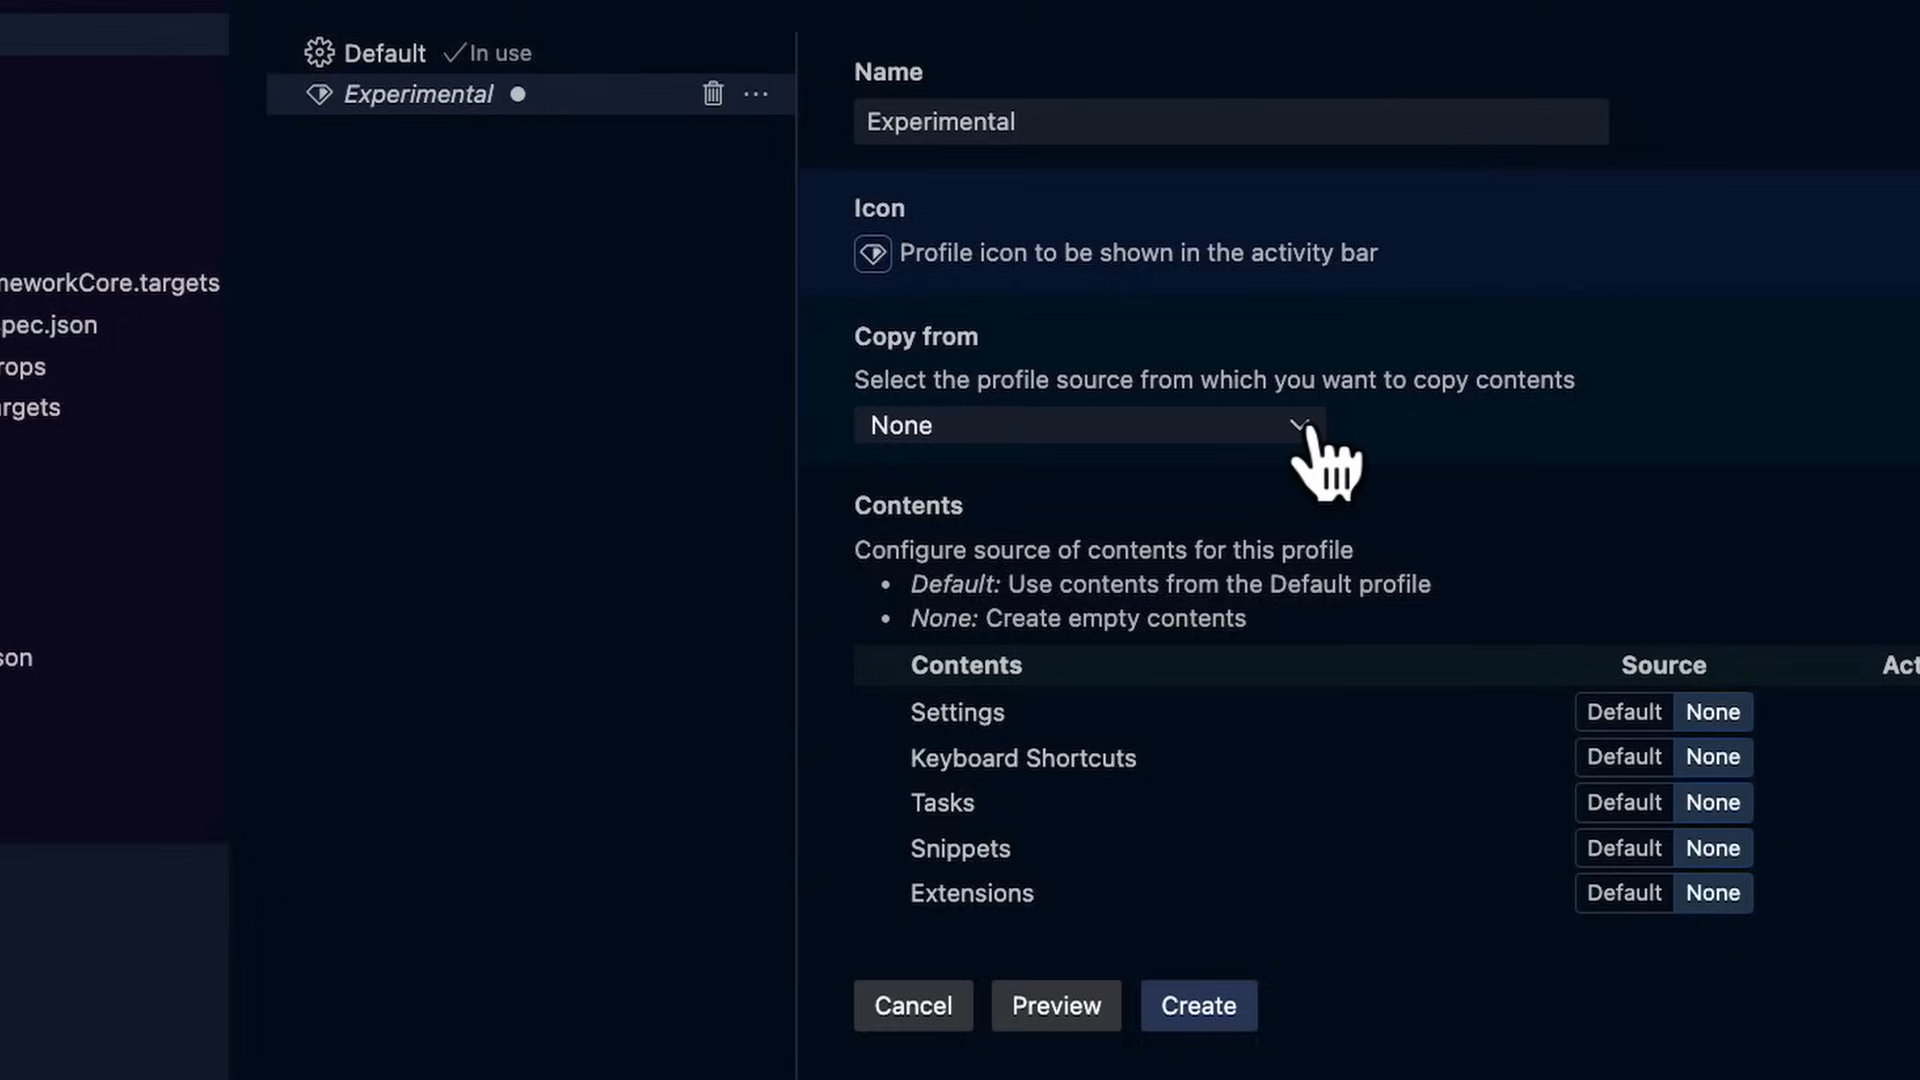 Default ✓ In use
Experimental
Name
Experimental
Icon
Profile icon to be shown in the activity bar
Copy from
Select the profile source from which you want to copy contents
None
Contents
Configure source of contents for this profile
• Default: Use contents from the Default profile
• None: Create empty contents
Contents Source Act
Settings Default None
Keyboard Shortcuts Default None
Tasks Default None
Snippets Default None
Extensions Default None
Cancel Preview Create
neworkCore.targets
pec.json
rops
argets
son